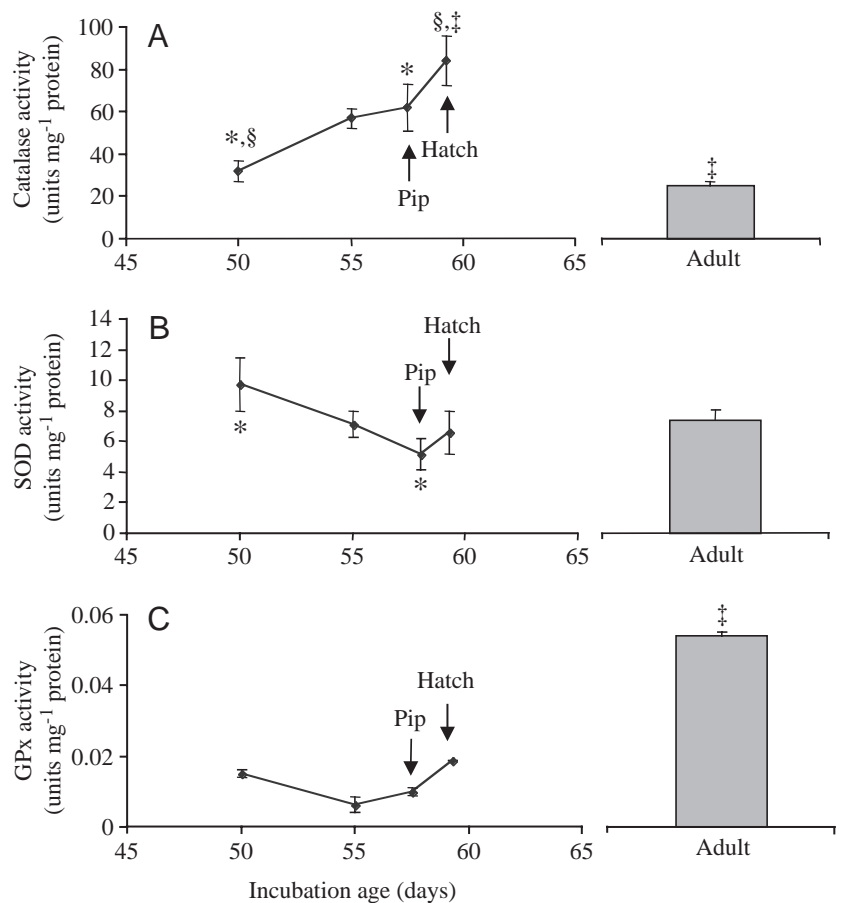 A
Catalase activity
(units mg-1 protein)
100
80
60
40
20
0
*,§
*
§,‡
Hatch
Pip
‡
45 50 55 60 65
Adult
B
SOD activity
(units mg-1 protein)
14
12
10
8
6
4
2
0
Hatch
Pip
*
*
45 50 55 60 65
Adult
C
GPx activity
(units mg-1 protein)
0.06
0.04
0.02
0
Hatch
Pip
‡
45 50 55 60 65
Adult
Incubation age (days)